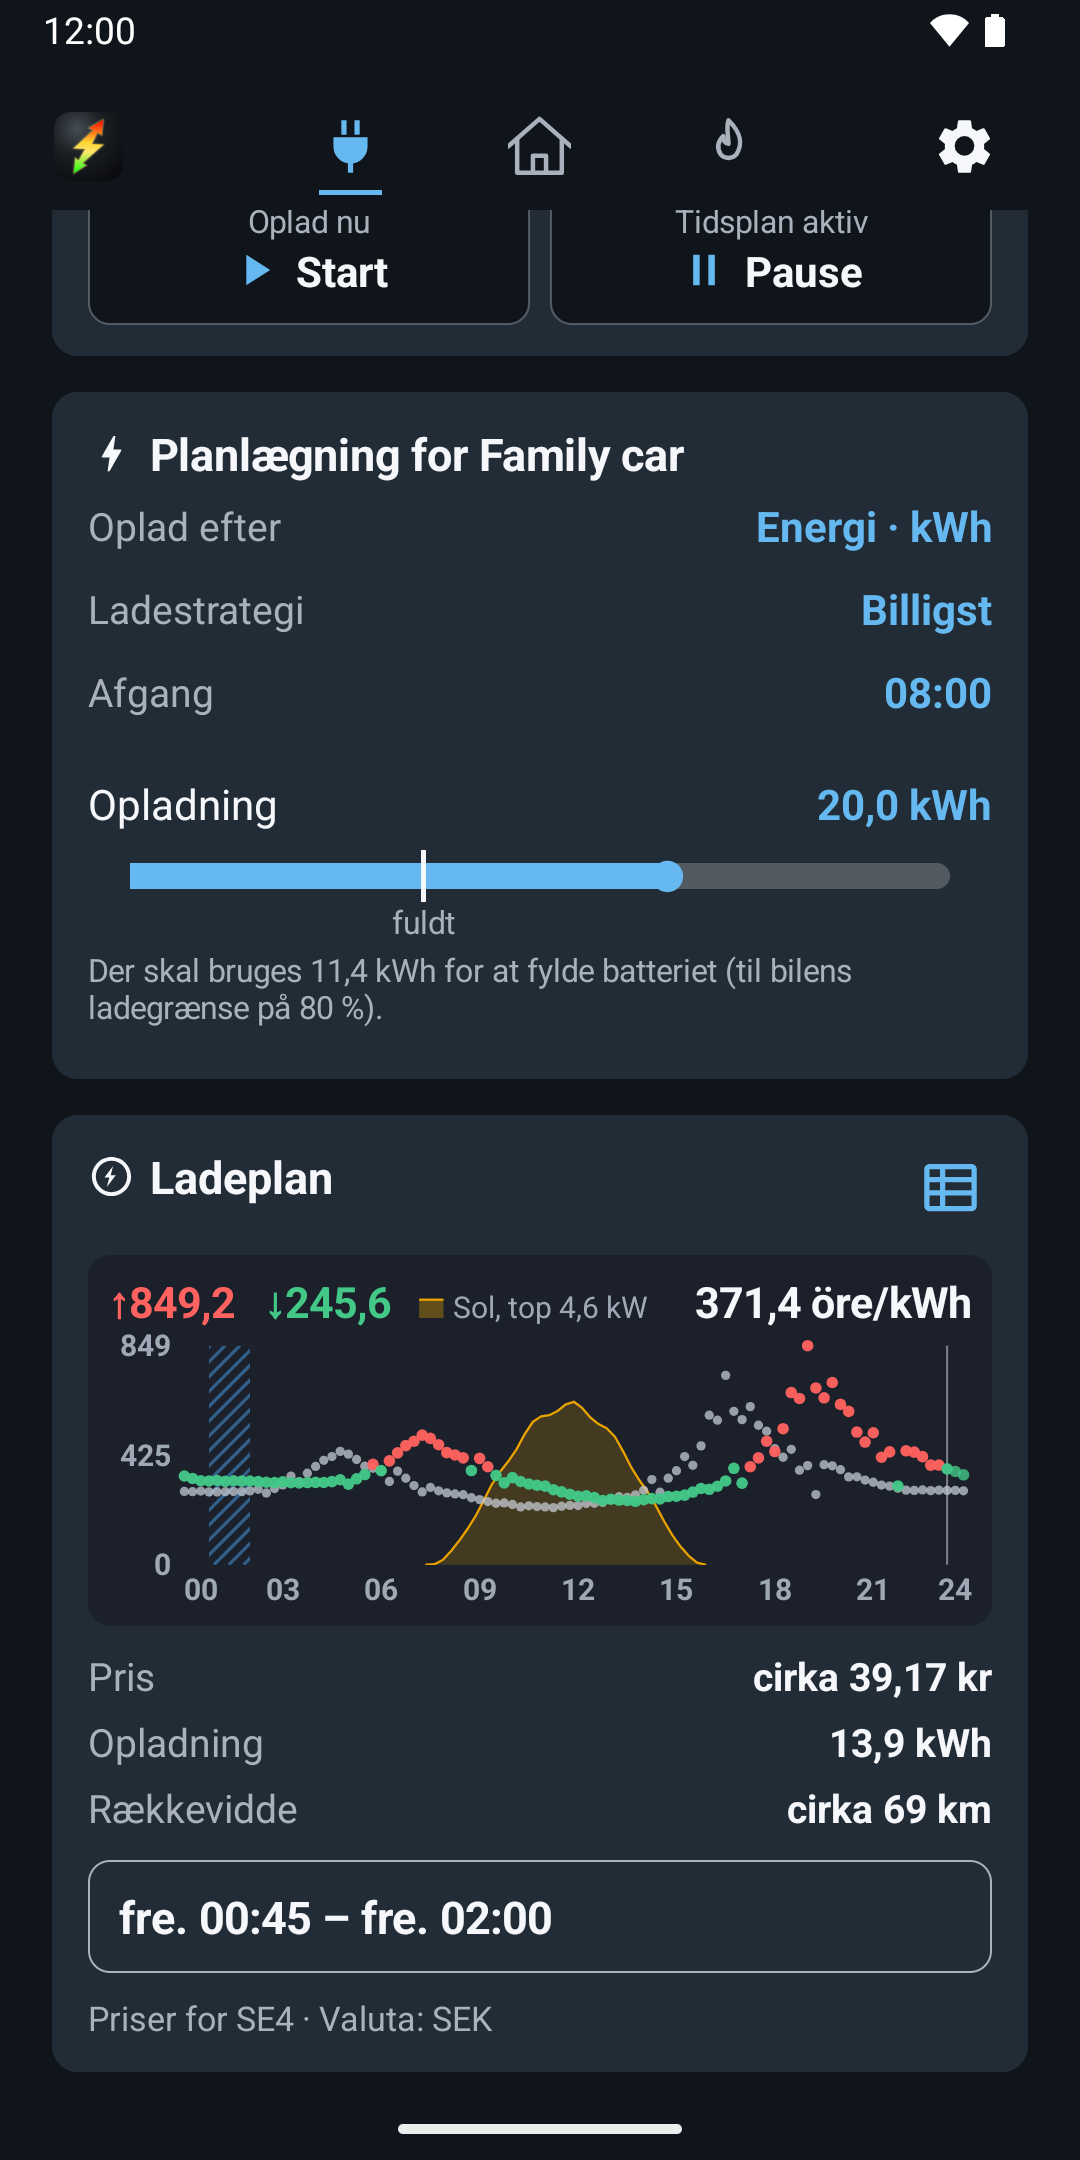 12:00
Oplad nu
Start
Tidsplan aktiv
Pause
Planlægning for Family car
Oplad efter
Energi · kWh
Ladestrategi
Billigst
Afgang
08:00
Opladning
20,0 kWh
fuldt
Der skal bruges 11,4 kWh for at fylde batteriet (til bilens
ladegrænse på 80 %).
Ladeplan
↑849,2 ↓245,6 Sol, top 4,6 kW 371,4 öre/kWh
849
425
0
00 03 06 09 12 15 18 21 24
Pris
cirka 39,17 kr
Opladning
13,9 kWh
Rækkevidde
cirka 69 km
fre. 00:45 – fre. 02:00
Priser for SE4 · Valuta: SEK